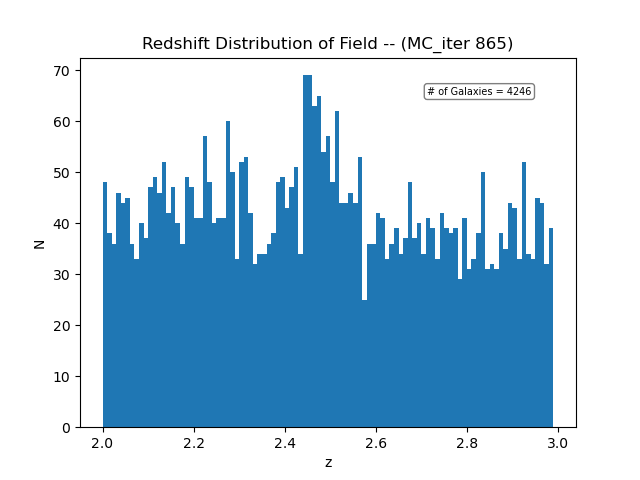 Redshift Distribution of Field -- (MC_iter 865)
# of Galaxies = 4246
70
60
50
40
30
20
10
0
N
2.0 2.2 2.4 2.6 2.8 3.0
z